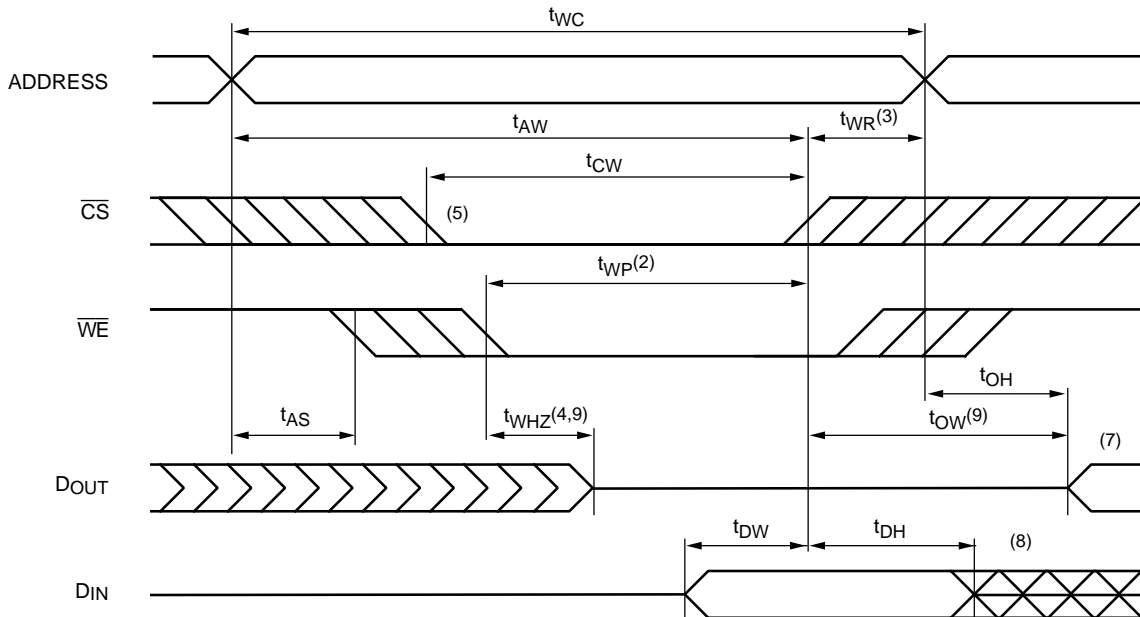 tWC
ADDRESS
tAW
tWR(3)
tCW
CS
(5)
tWP(2)
WE
tOH
tAS
tWHZ(4,9)
tOW(9)
(7)
DOUT
tDW
tDH
(8)
DIN